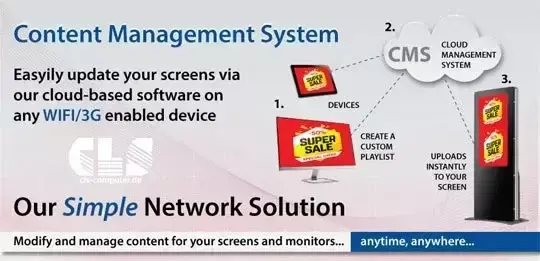 Content Management System
Easyily update your screens via
our cloud-based software on
any WIFI/3G enabled device
CLS
cls-computer.de
Our Simple Network Solution
Modify and manage content for your screens and monitors...
anytime, anywhere...
1.
DEVICES
50%
SUPER
SALE
SPECIAL OFFER
CREATE A
CUSTOM
PLAYLIST
SUPER
SALE
2.
CMS
CLOUD
MANAGEMENT
SYSTEM
3.
UPLOADS
INSTANTLY
TO YOUR
SCREEN
SUPER
SALE
SUPER
SALE